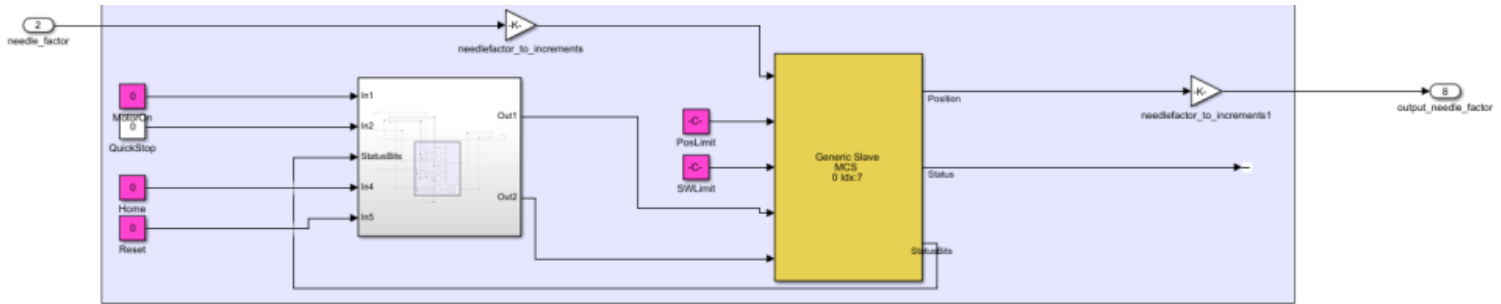 2
needle_factor
-K-
needlefactor_to_increments
0
MotorOn
0
QuickStop
0
Home
0
Reset
In1
In2
StatusBits
In4
In5
Out1
Out2
-C-
PosLimit
-C-
SWLimit
Generic Slave
MCS
0 Idx:7
Position
Status
StatusBits
-K-
needlefactor_to_increments1
8
output_needle_factor